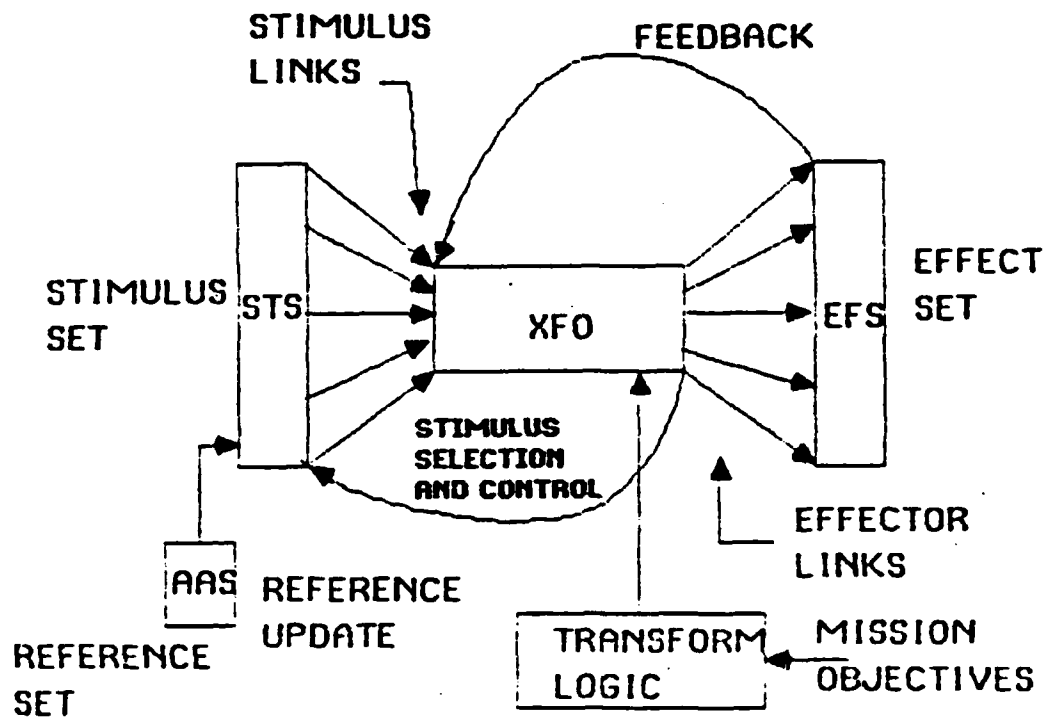 STIMULUS
LINKS
FEEDBACK
STIMULUS
SET
STS
XFO
EFS
EFFECT
SET
STIMULUS
SELECTION
AND CONTROL
EFFECTOR
LINKS
AAS
REFERENCE
UPDATE
REFERENCE
SET
TRANSFORM
LOGIC
MISSION
OBJECTIVES